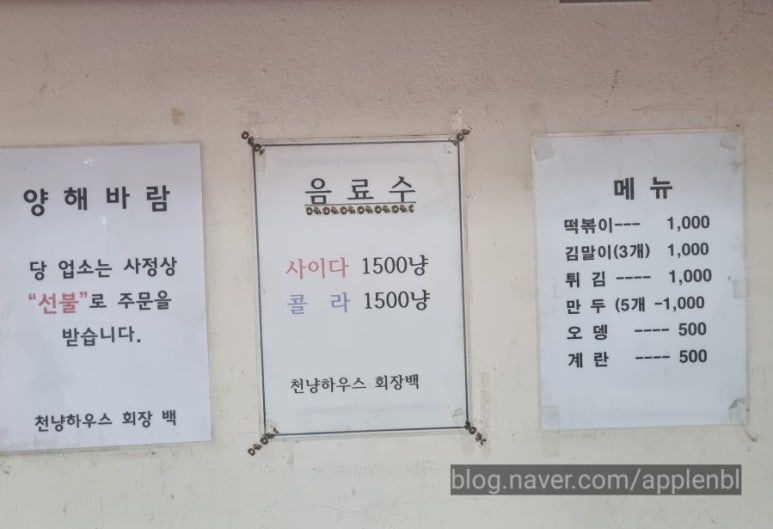 양해바람
당 업소는 사정상
“선불”로 주문을
받습니다.
천냥하우스 회장 백
음료수
사이다 1500냥
콜 라 1500냥
천냥하우스 회장백
메뉴
떡볶이--- 1,000
김말이(3개) 1,000
튀 김 ---- 1,000
만 두 (5개 -1,000
오 뎅 ---- 500
계 란 ---- 500
blog.naver.com/applenbl